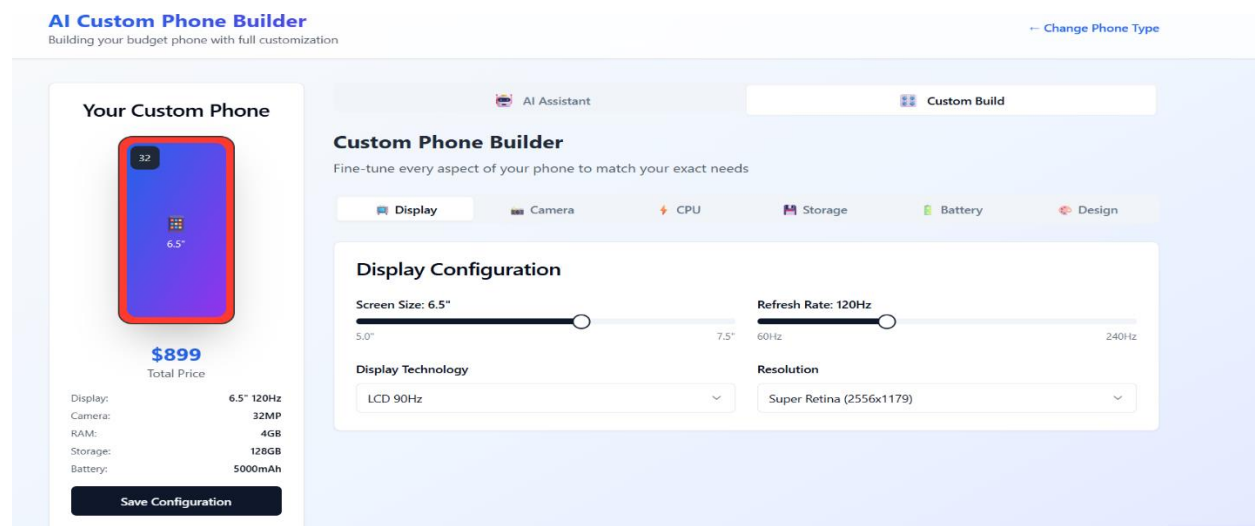 AI Custom Phone Builder
Building your budget phone with full customization
← Change Phone Type
Your Custom Phone
32
6.5"
$899
Total Price
Display: 6.5" 120Hz
Camera: 32MP
RAM: 4GB
Storage: 128GB
Battery: 5000mAh
Save Configuration
AI Assistant
Custom Build
Custom Phone Builder
Fine-tune every aspect of your phone to match your exact needs
Display
Camera
CPU
Storage
Battery
Design
Display Configuration
Screen Size: 6.5"
5.0" 7.5"
Refresh Rate: 120Hz
60Hz 240Hz
Display Technology
LCD 90Hz
Resolution
Super Retina (2556x1179)